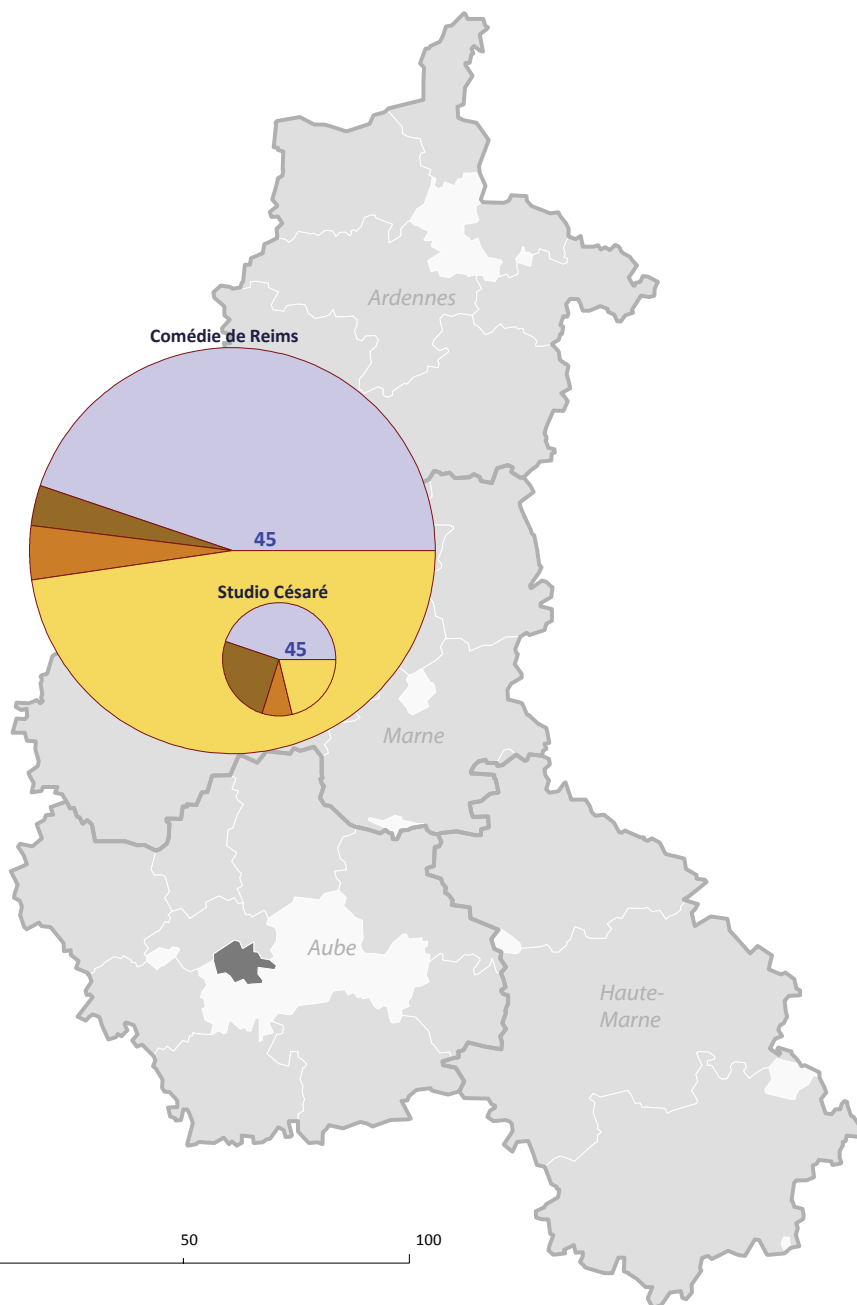 Ardennes
Comédie de Reims
45
Studio Césaré
45
Marne
Aube
Haute-
Marne
50
100